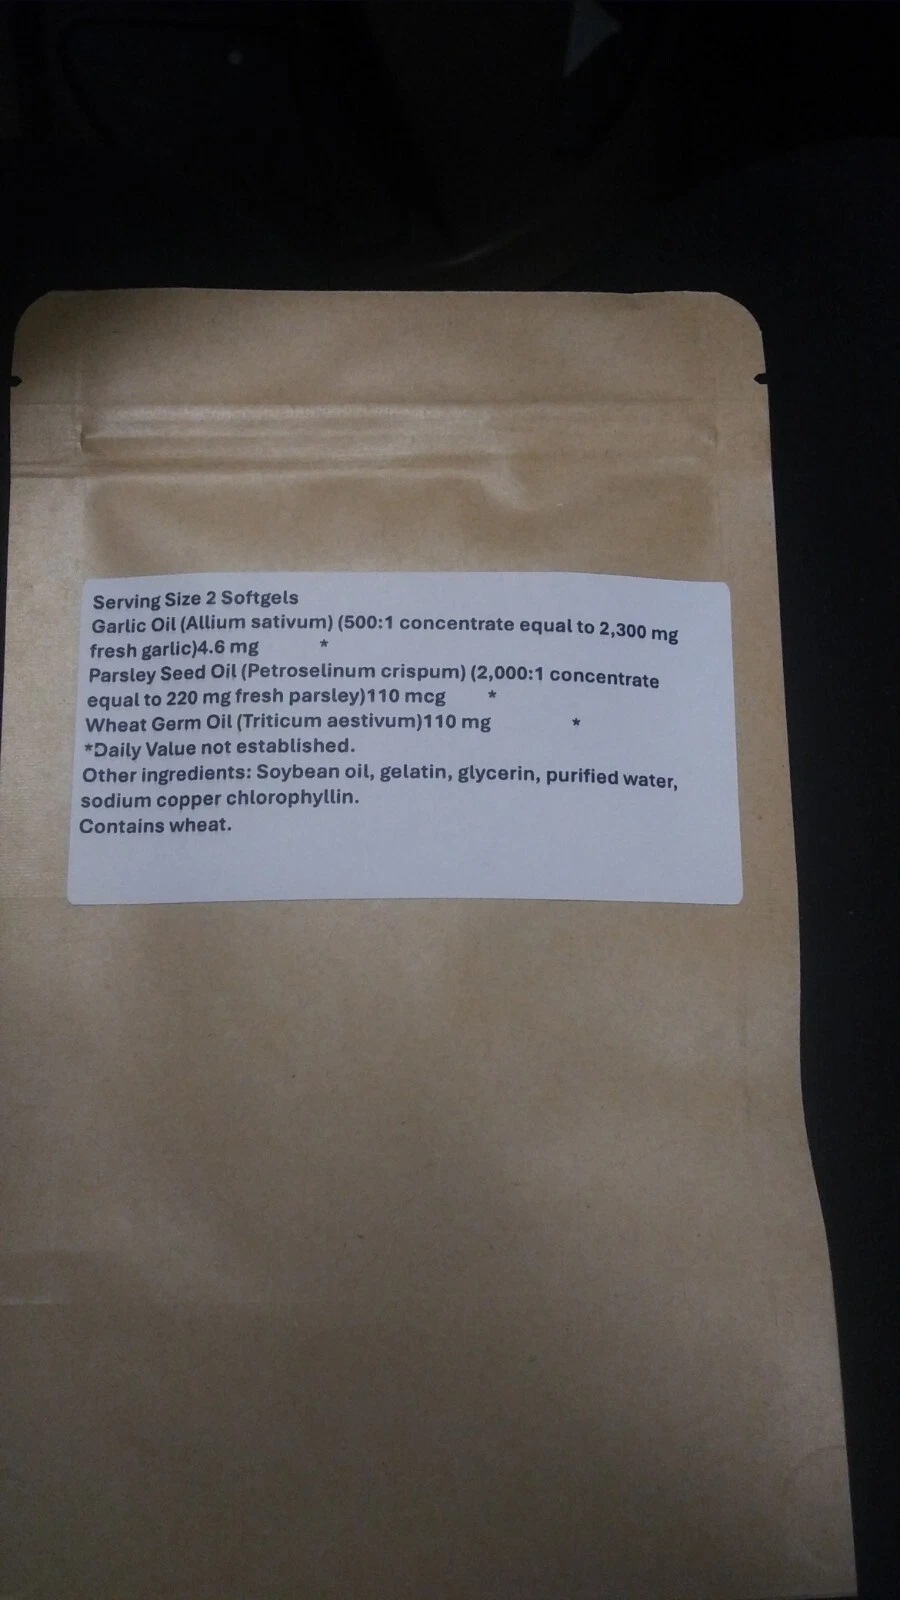 Serving Size 2 Softgels
Garlic Oil (Allium sativum) (500:1 concentrate equal to 2,300 mg
fresh garlic)4.6 mg *
Parsley Seed Oil (Petroselinum crispum) (2,000:1 concentrate
equal to 220 mg fresh parsley)110 mcg *
Wheat Germ Oil (Triticum aestivum)110 mg *
*Daily Value not established.
Other ingredients: Soybean oil, gelatin, glycerin, purified water,
sodium copper chlorophyllin.
Contains wheat.